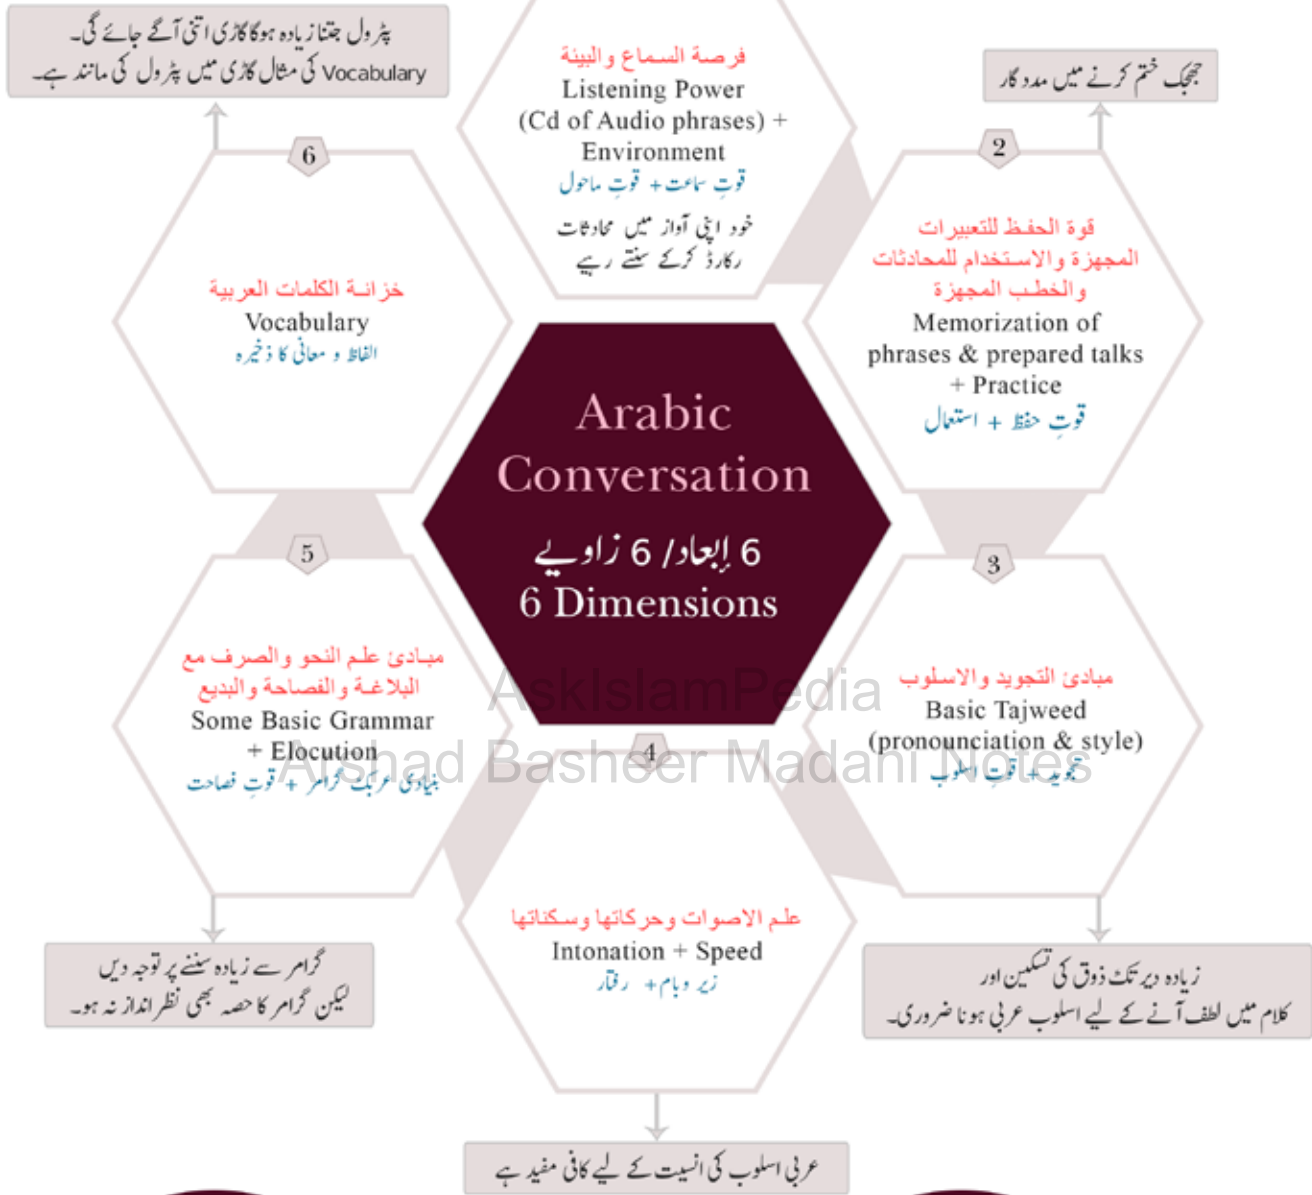 پٹرول جتنا زیادہ ہوگا گاڑی اتنی آگے جائے گی۔
Vocabulary کی مثال گاڑی میں پٹرول کی مانند ہے۔
فرصة السماع والبيئة
Listening Power
(Cd of Audio phrases) +
Environment
قوتِ سماعت + قوتِ ماحول
خود اپنی آواز میں محادثات
رکارڈ کرکے سنتے رہیے
جھجک ختم کرنے میں مددگار
2
قوة الحفظ للتعبيرات
المجهزة والاستخدام للمحادثات
والخطب المجهزة
Memorization of
phrases & prepared talks
+ Practice
قوتِ حفظ + استعمال
6
خزانة الكلمات العربية
Vocabulary
الفاظ و معانی کا ذخیرہ
Arabic
Conversation
6 إبعاد/ 6 زاویے
6 Dimensions
3
مبادئ التجويد والاسلوب
Basic Tajweed
(pronounciation & style)
تجوید + قوتِ اسلوب
زیادہ دیر تک ذوق کی تسکین اور
کلام میں لطف آنے کے لیے اسلوب عربی ہونا ضروری۔
4
علم الاصوات وحركاتها وسكناتها
Intonation + Speed
زیر وبام + رفتار
عربی اسلوب کی انسیت کے لیے کافی مفید ہے
5
مبادئ علم النحو والصرف مع
البلاغة والفصاحة والبديع
Some Basic Grammar
+ Elocution
بنیادی عربک گرامر + قوتِ فصاحت
گرامر سے زیادہ سننے پر توجہ دیں
لیکن گرامر کا حصہ بھی نظر انداز نہ ہو۔
AskIslamPedia
Arshad Basheer Madani Notes